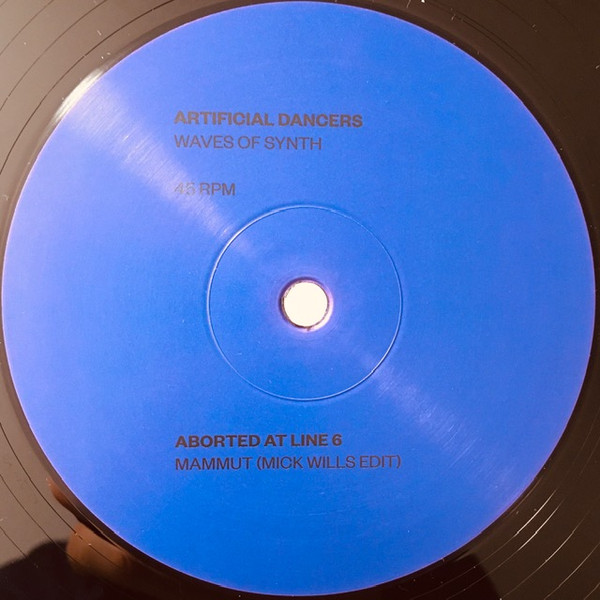 ARTIFICIAL DANCERS
WAVES OF SYNTH
45 RPM
ABORTED AT LINE 6
MAMMUT (MICK WILLS EDIT)